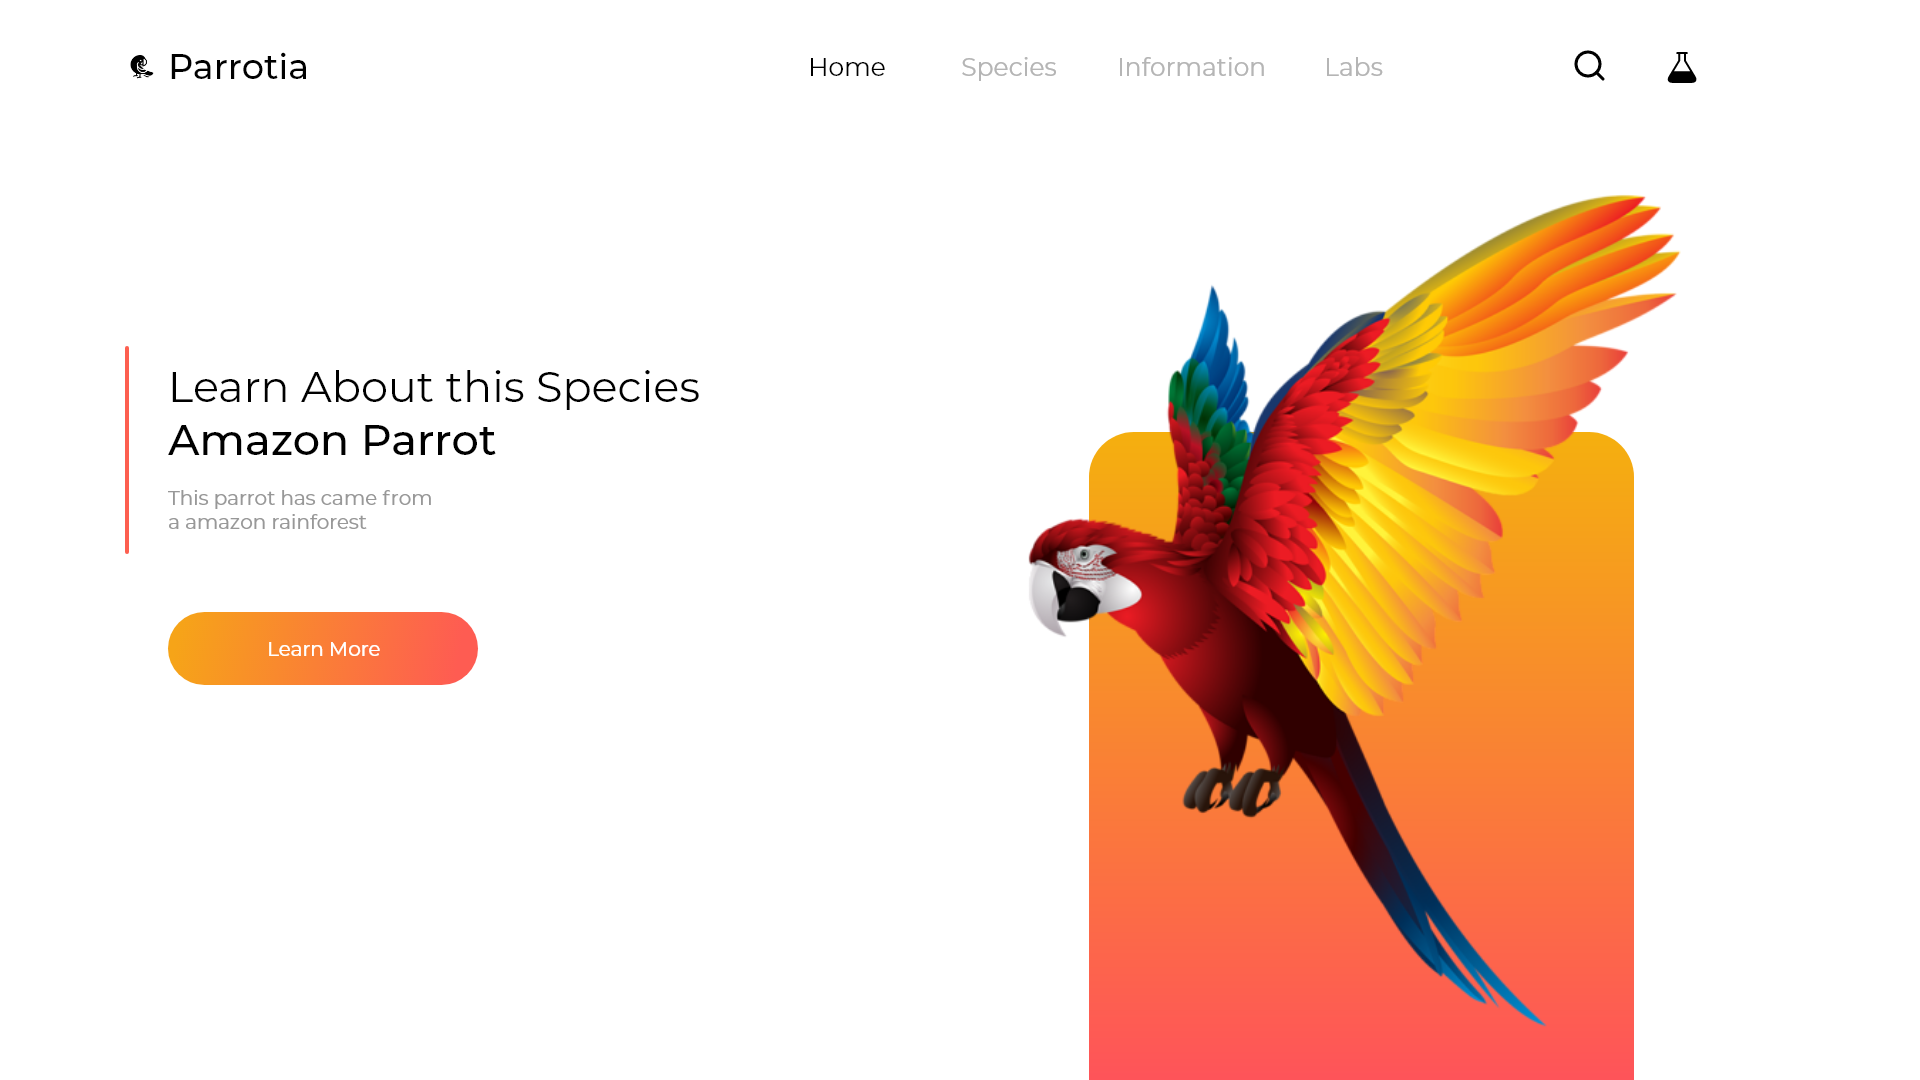 Parrotia
Home
Species
Information
Labs
Learn About this Species
Amazon Parrot
This parrot has came from
a amazon rainforest
Learn More